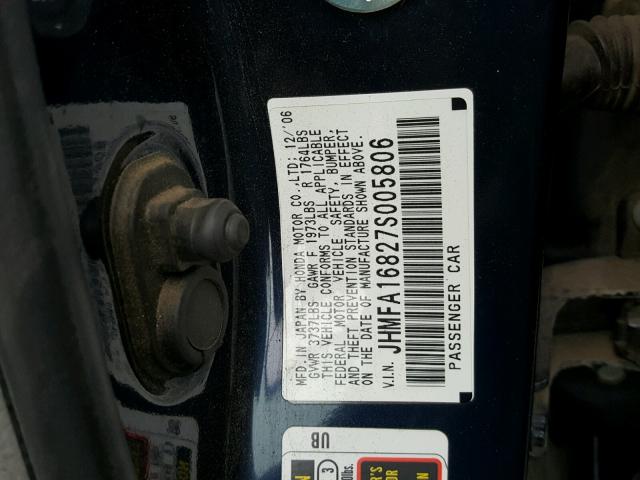 MFD. IN JAPAN BY HONDA MOTOR CO.,LTD; 12/'06
GVWR 3737LBS GAWR F 1973LBS R 1764LBS
THIS VEHICLE CONFORMS TO ALL APPLICABLE
FEDERAL MOTOR VEHICLE SAFETY, BUMPER,
AND THEFT PREVENTION STANDARDS IN EFFECT
ON THE DATE OF MANUFACTURE SHOWN ABOVE.
V.I.N. JHMFA16827S005806
PASSENGER CAR
UB
3